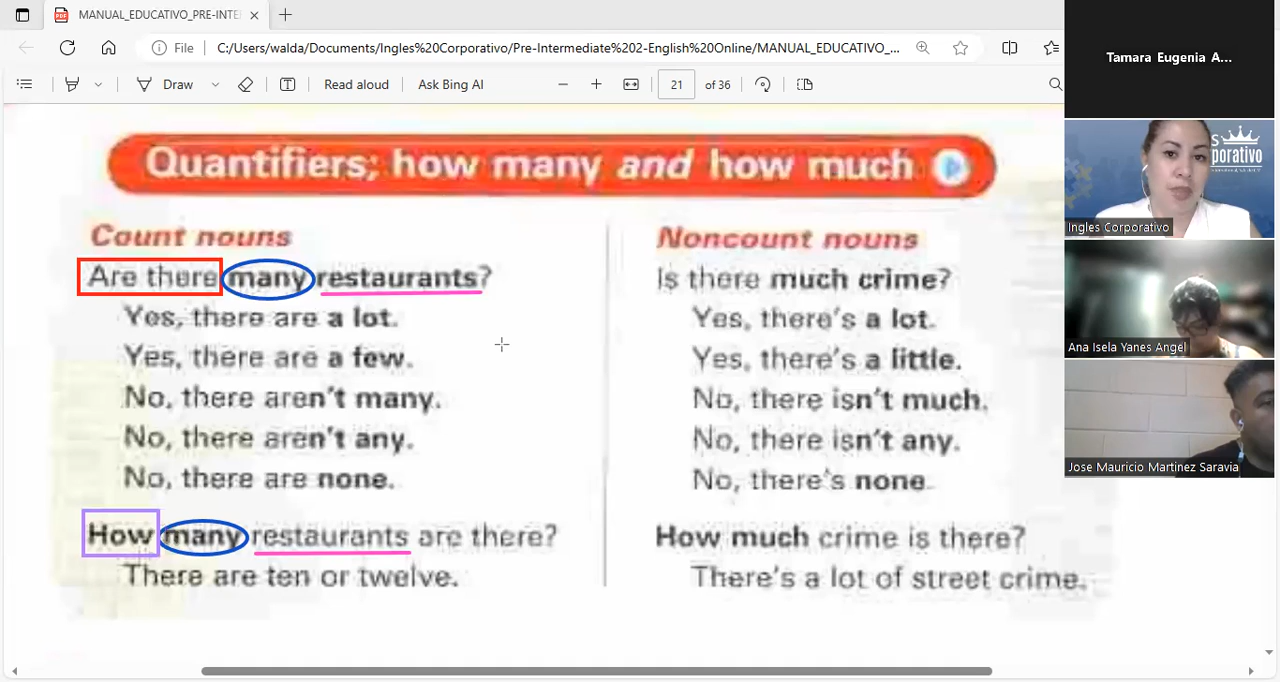 MANUAL_EDUCATIVO_PRE-INTE
File
C:/Users/walda/Documents/Ingles%20Corporativo/Pre-Intermediate%202-English%20Online/MANUAL_EDUCATIVO_...
Draw
Read aloud
Ask Bing AI
21 of 36
Quantifiers; how many and how much
Count nouns
Are there many restaurants?
Yes, there are a lot.
Yes, there are a few.
No, there aren't many.
No, there aren't any.
No, there are none.
How many restaurants are there?
There are ten or twelve.
Noncount nouns
Is there much crime?
Yes, there's a lot.
Yes, there's a little.
No, there isn't much.
No, there isn't any.
No, there's none.
How much crime is there?
There's a lot of street crime.
Tamara Eugenia A...
S
porativo
Ingles Corporativo
Ana Isela Yanes Angel
Jose Mauricio Martinez Saravia